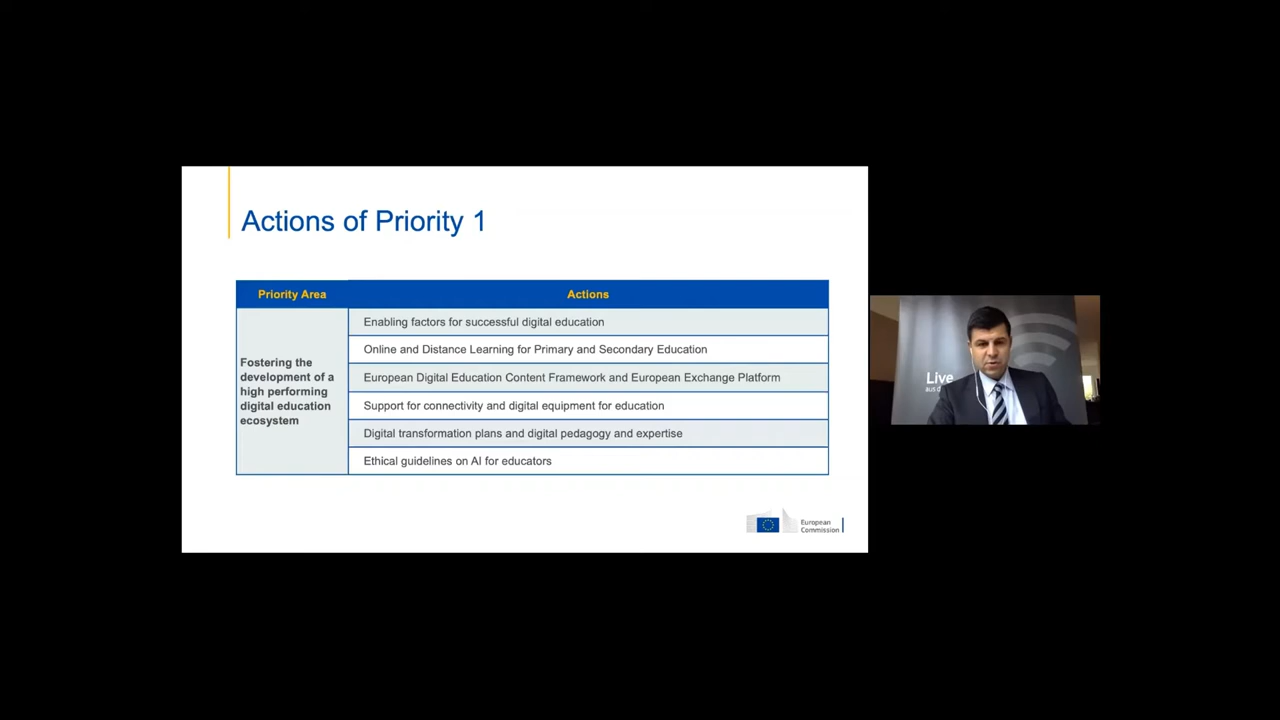 Actions of Priority 1
Priority Area
Actions
Fostering the
development of a
high performing
digital education
ecosystem
Enabling factors for successful digital education
Online and Distance Learning for Primary and Secondary Education
European Digital Education Content Framework and European Exchange Platform
Support for connectivity and digital equipment for education
Digital transformation plans and digital pedagogy and expertise
Ethical guidelines on AI for educators
European
Commission
Live
aus